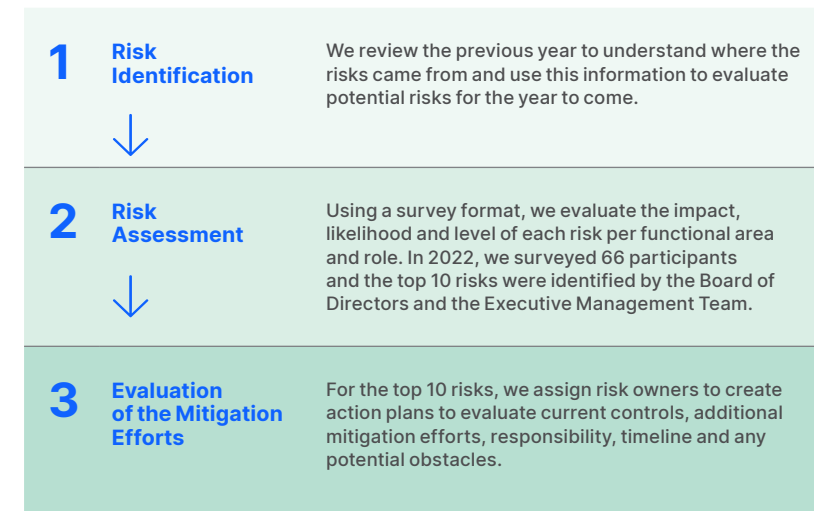 1
Risk
Identification
We review the previous year to understand where the
risks came from and use this information to evaluate
potential risks for the year to come.
2
Risk
Assessment
Using a survey format, we evaluate the impact,
likelihood and level of each risk per functional area
and role. In 2022, we surveyed 66 participants
and the top 10 risks were identified by the Board of
Directors and the Executive Management Team.
3
Evaluation
of the Mitigation
Efforts
For the top 10 risks, we assign risk owners to create
action plans to evaluate current controls, additional
mitigation efforts, responsibility, timeline and any
potential obstacles.